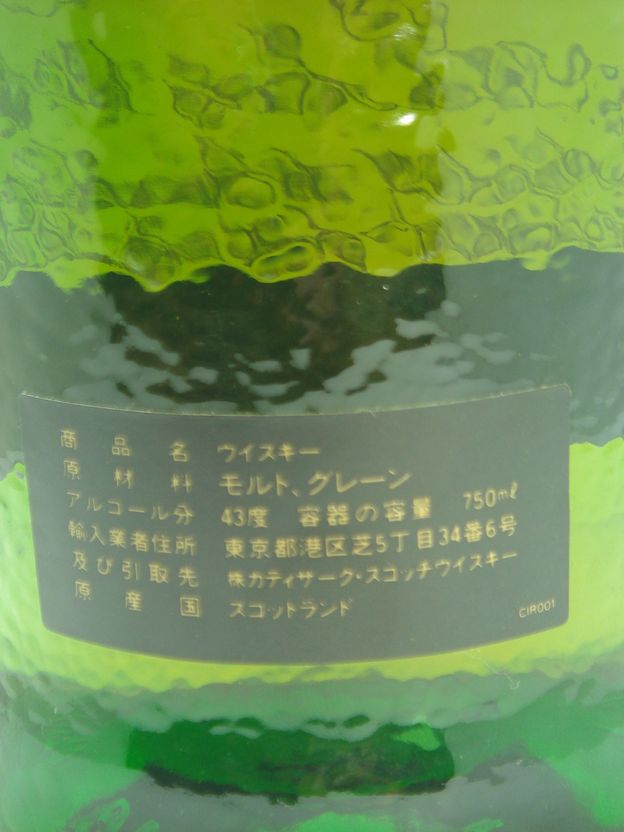 商品名 ウイスキー
原材料 モルト、グレーン
アルコール分 43度 容器の容量 750mℓ
輸入業者住所 東京都港区芝5丁目34番6号
及び引取先 ㈱カティサーク・スコッチウイスキー
原産国 スコットランド
CIR001